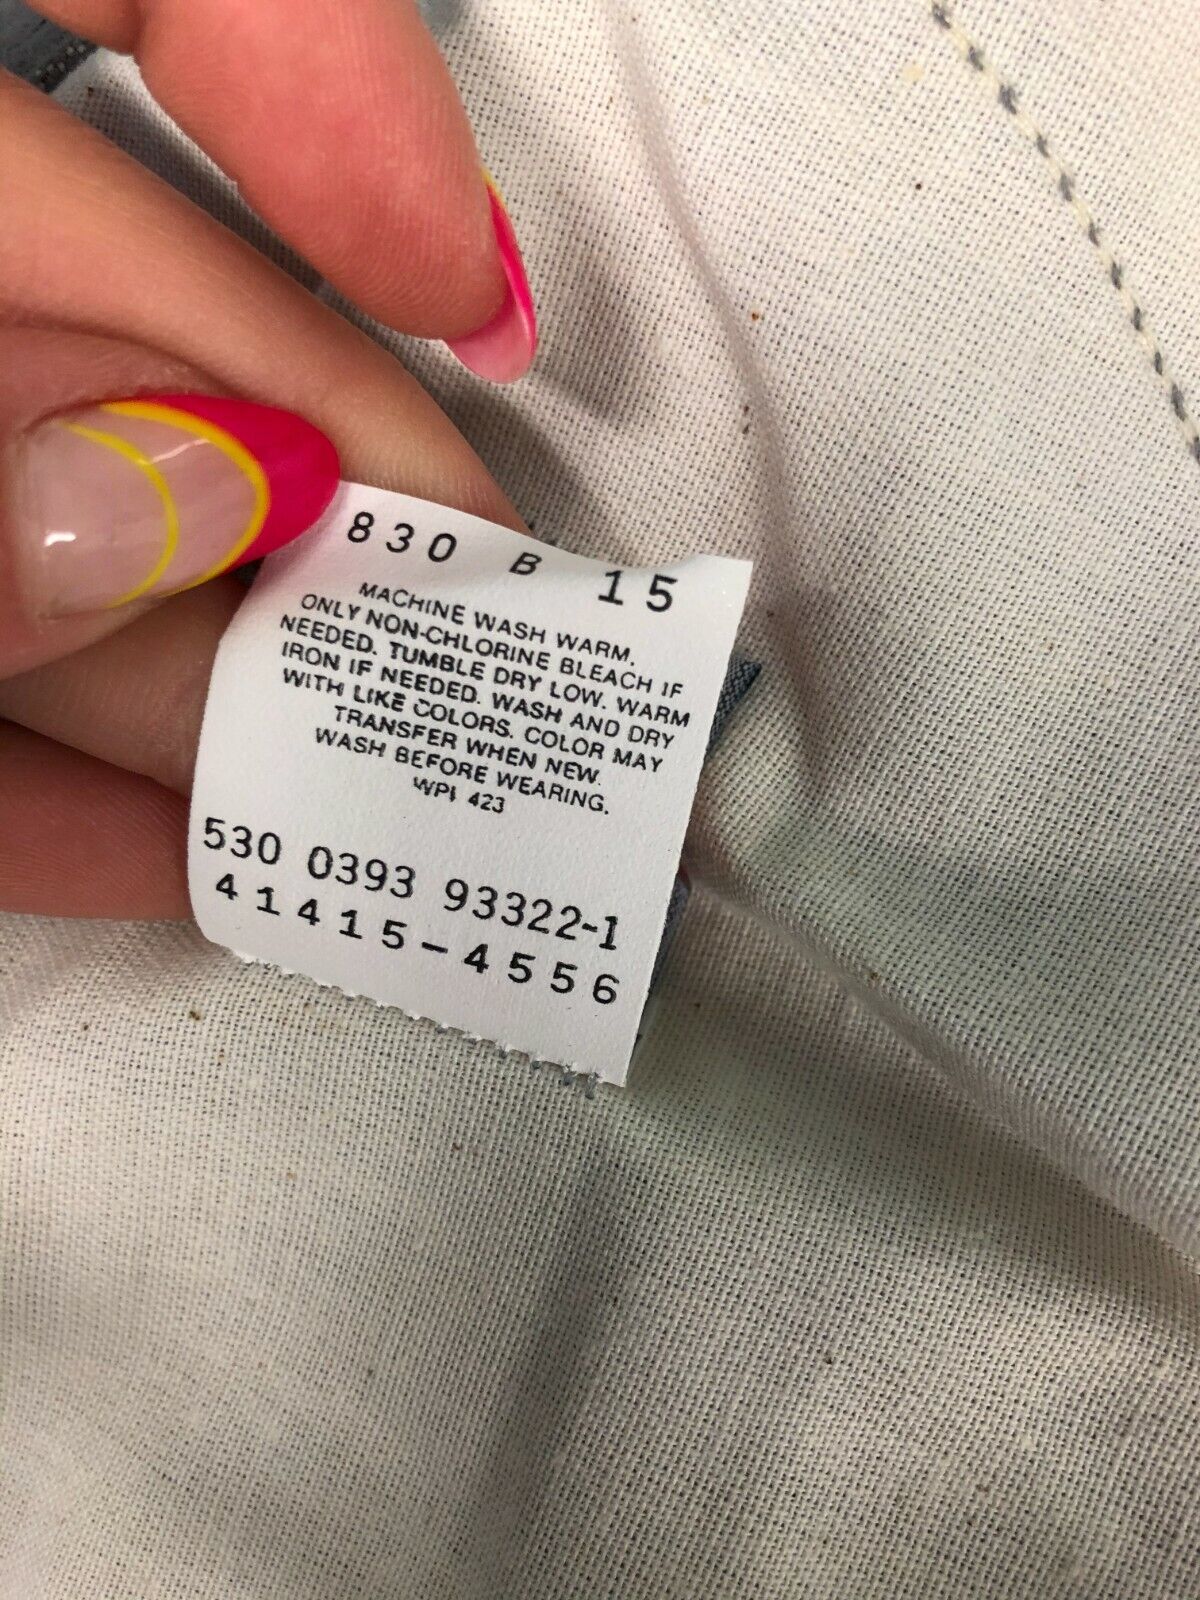 830 B 15
MACHINE WASH WARM.
ONLY NON-CHLORINE BLEACH IF
NEEDED. TUMBLE DRY LOW. WARM
IRON IF NEEDED. WASH AND DRY
WITH LIKE COLORS. COLOR MAY
TRANSFER WHEN NEW.
WASH BEFORE WEARING.
WPL 423
530 0393 93322-1
41415-4556